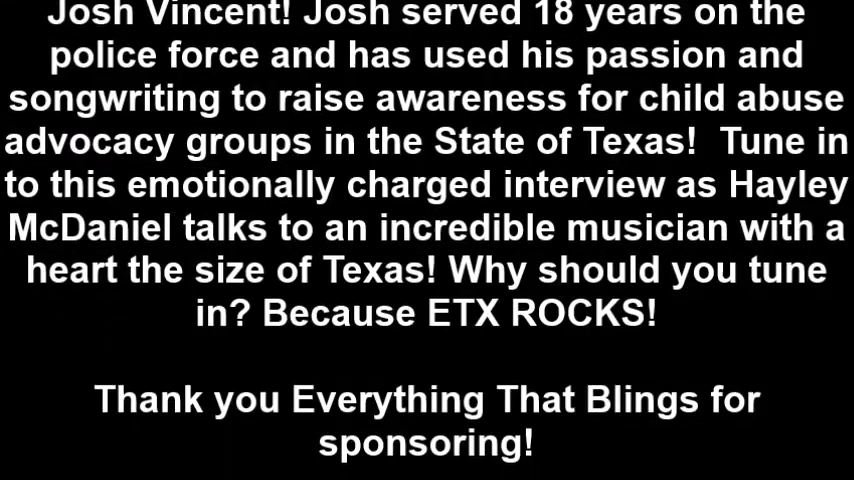 Josh Vincent! Josh served 18 years on the
police force and has used his passion and
songwriting to raise awareness for child abuse
advocacy groups in the State of Texas!  Tune in
to this emotionally charged interview as Hayley
McDaniel talks to an incredible musician with a
heart the size of Texas! Why should you tune
in? Because ETX ROCKS!
Thank you Everything That Blings for
sponsoring!